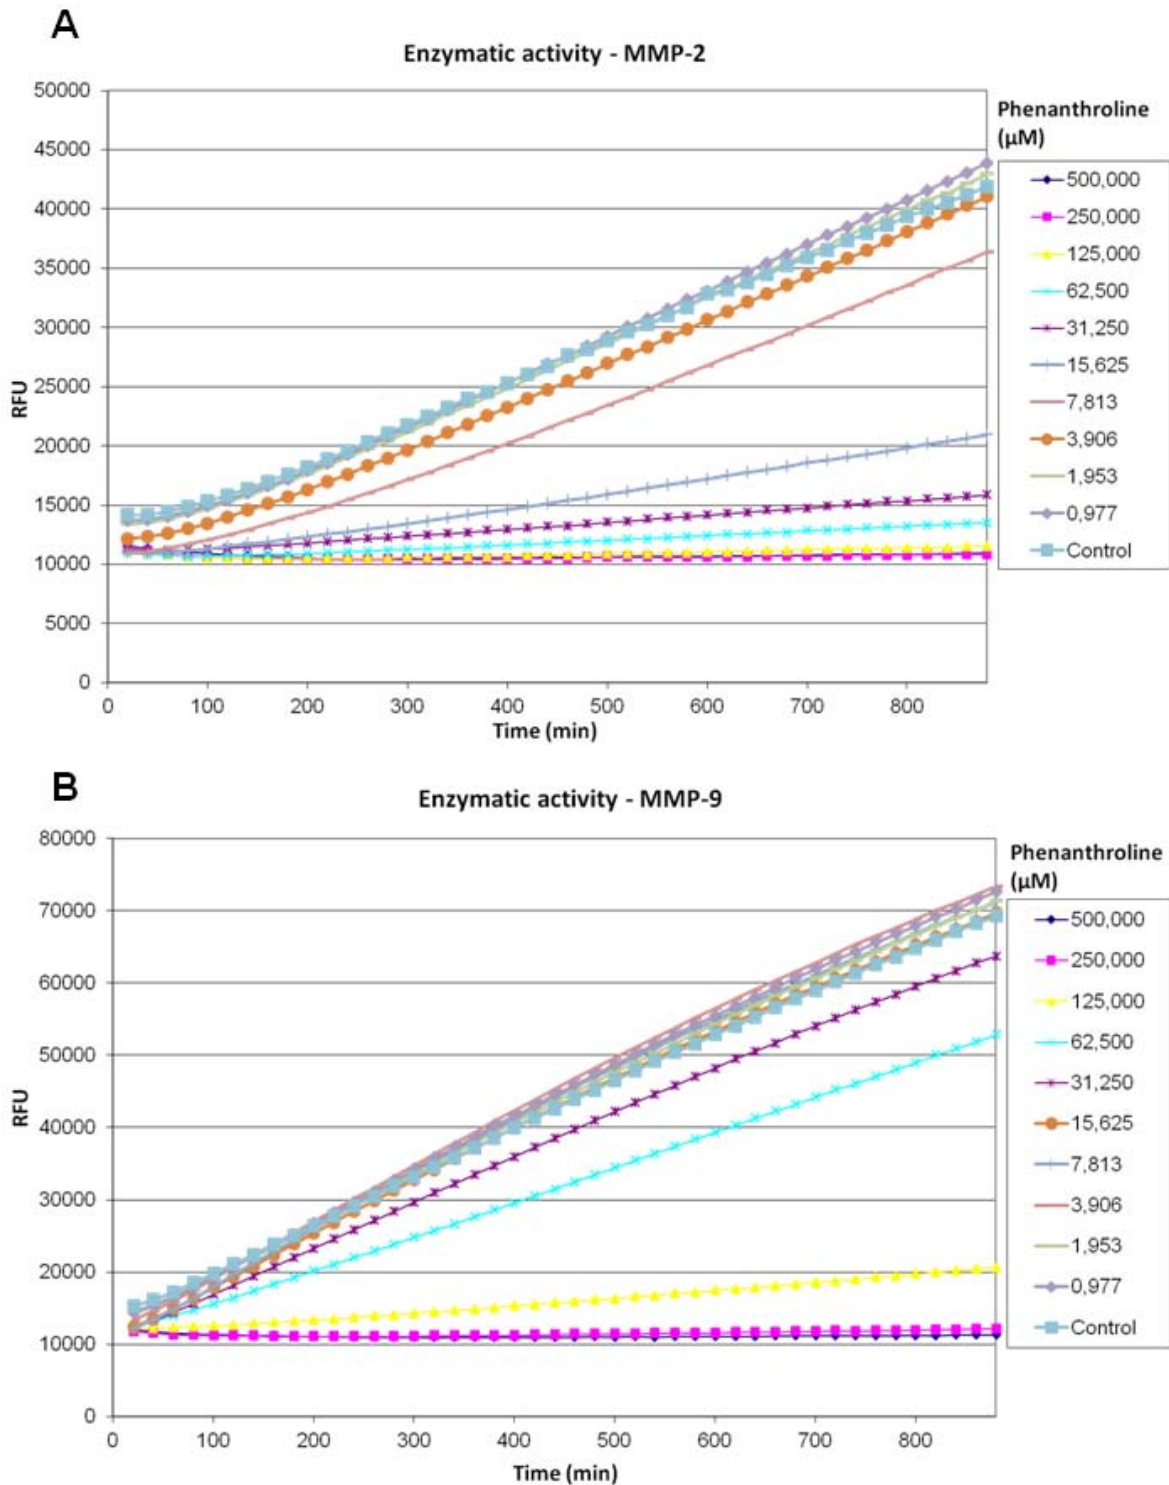 A
Enzymatic activity - MMP-2
50000
45000
40000
35000
30000
25000
20000
15000
10000
5000
0
RFU
0 100 200 300 400 500 600 700 800
Time (min)
Phenanthroline
(µM)
500,000
250,000
125,000
62,500
31,250
15,625
7,813
3,906
1,953
0,977
Control
B
Enzymatic activity - MMP-9
80000
70000
60000
50000
40000
30000
20000
10000
0
RFU
0 100 200 300 400 500 600 700 800
Time (min)
Phenanthroline
(µM)
500,000
250,000
125,000
62,500
31,250
15,625
7,813
3,906
1,953
0,977
Control